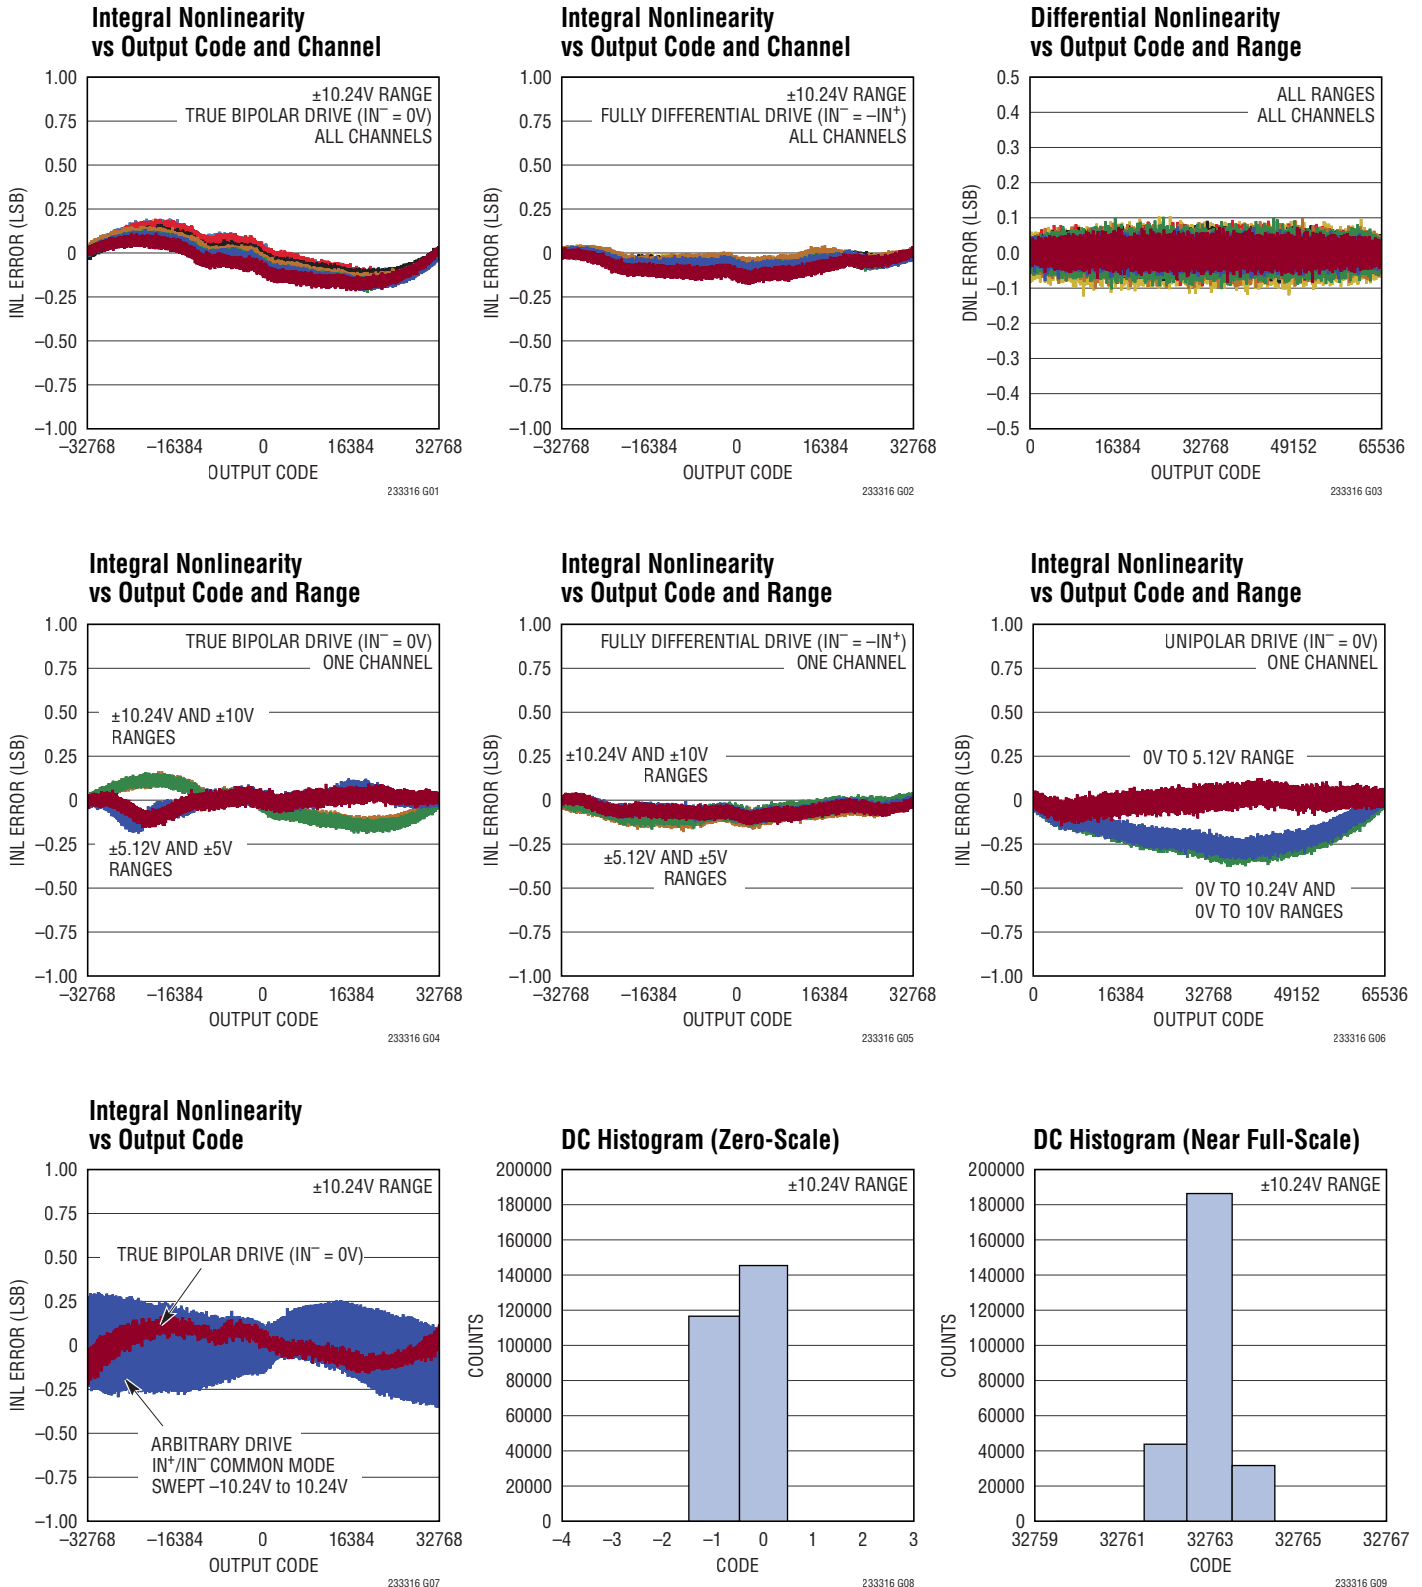 Integral Nonlinearity
vs Output Code and Channel
1.00
0.75
0.50
0.25
0
–0.25
–0.50
–0.75
–1.00
INL ERROR (LSB)
±10.24V RANGE
TRUE BIPOLAR DRIVE (IN– = 0V)
ALL CHANNELS
–32768
–16384
0
16384
32768
OUTPUT CODE
233316 G01
Integral Nonlinearity
vs Output Code and Channel
1.00
0.75
0.50
0.25
0
–0.25
–0.50
–0.75
–1.00
INL ERROR (LSB)
±10.24V RANGE
FULLY DIFFERENTIAL DRIVE (IN– = –IN+)
ALL CHANNELS
–32768
–16384
0
16384
32768
OUTPUT CODE
233316 G02
Differential Nonlinearity
vs Output Code and Range
0.5
0.4
0.3
0.2
0.1
0.0
–0.1
–0.2
–0.3
–0.4
–0.5
DNL ERROR (LSB)
ALL RANGES
ALL CHANNELS
0
16384
32768
49152
65536
OUTPUT CODE
233316 G03
Integral Nonlinearity
vs Output Code and Range
1.00
0.75
0.50
0.25
0
–0.25
–0.50
–0.75
–1.00
INL ERROR (LSB)
TRUE BIPOLAR DRIVE (IN– = 0V)
ONE CHANNEL
±10.24V AND ±10V
RANGES
±5.12V AND ±5V
RANGES
–32768
–16384
0
16384
32768
OUTPUT CODE
233316 G04
Integral Nonlinearity
vs Output Code and Range
1.00
0.75
0.50
0.25
0
–0.25
–0.50
–0.75
–1.00
INL ERROR (LSB)
FULLY DIFFERENTIAL DRIVE (IN– = –IN+)
ONE CHANNEL
±10.24V AND ±10V
RANGES
±5.12V AND ±5V
RANGES
–32768
–16384
0
16384
32768
OUTPUT CODE
233316 G05
Integral Nonlinearity
vs Output Code and Range
1.00
0.75
0.50
0.25
0
–0.25
–0.50
–0.75
–1.00
INL ERROR (LSB)
UNIPOLAR DRIVE (IN– = 0V)
ONE CHANNEL
0V TO 5.12V RANGE
0V TO 10.24V AND
0V TO 10V RANGES
0
16384
32768
49152
65536
OUTPUT CODE
233316 G06
Integral Nonlinearity
vs Output Code
1.00
0.75
0.50
0.25
0
–0.25
–0.50
–0.75
–1.00
INL ERROR (LSB)
±10.24V RANGE
TRUE BIPOLAR DRIVE (IN– = 0V)
ARBITRARY DRIVE
IN+/IN– COMMON MODE
SWEPT –10.24V to 10.24V
–32768
–16384
0
16384
32768
OUTPUT CODE
233316 G07
DC Histogram (Zero-Scale)
200000
180000
160000
140000
120000
100000
80000
60000
40000
20000
0
COUNTS
±10.24V RANGE
–4
–3
–2
–1
0
1
2
3
CODE
233316 G08
DC Histogram (Near Full-Scale)
200000
180000
160000
140000
120000
100000
80000
60000
40000
20000
0
COUNTS
±10.24V RANGE
32759
32761
32763
32765
32767
CODE
233316 G09